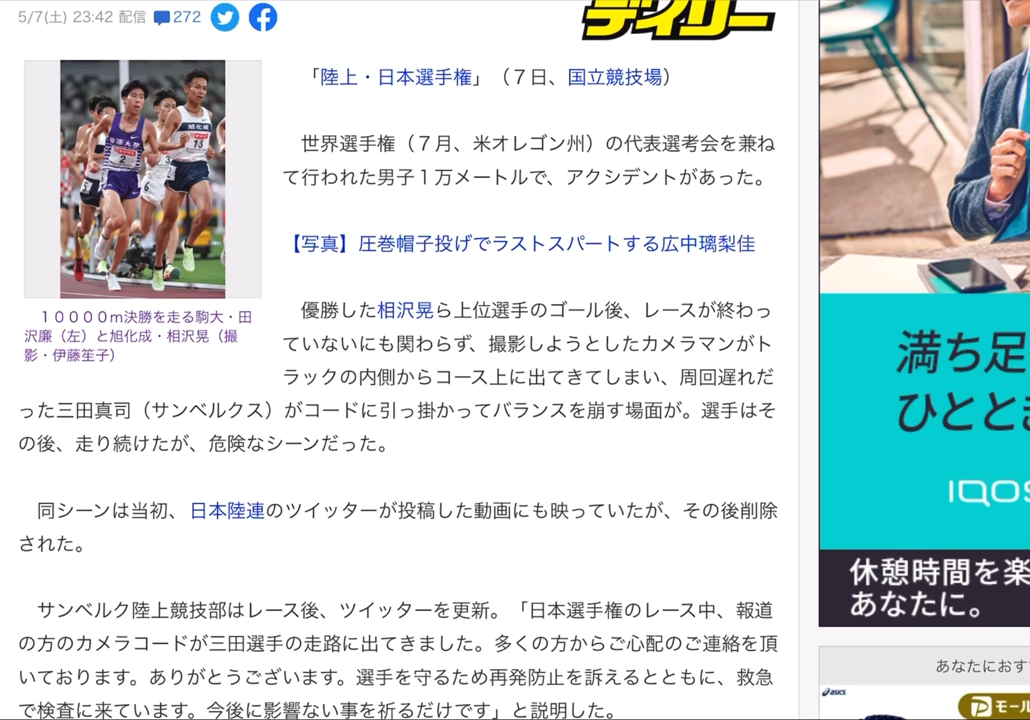 5/7(土) 23:42 配信 272
デイリー
「陸上・日本選手権」（７日、国立競技場）
世界選手権（７月、米オレゴン州）の代表選考会を兼ね
て行われた男子１万メートルで、アクシデントがあった。
【写真】圧巻帽子投げでラストスパートする広中璃梨佳
１００００ｍ決勝を走る駒大・田
沢廉（左）と旭化成・相沢晃（撮
影・伊藤笙子）
優勝した相沢晃ら上位選手のゴール後、レースが終わっ
ていないにも関わらず、撮影しようとしたカメラマンがト
ラックの内側からコース上に出てきてしまい、周回遅れだ
った三田真司（サンベルクス）がコードに引っ掛かってバランスを崩す場面が。選手はそ
の後、走り続けたが、危険なシーンだった。
同シーンは当初、日本陸連のツイッターが投稿した動画にも映っていたが、その後削除
された。
サンベルク陸上競技部はレース後、ツイッターを更新。「日本選手権のレース中、報道
の方のカメラコードが三田選手の走路に出てきました。多くの方からご心配のご連絡を頂
いております。ありがとうございます。選手を守るため再発防止を訴えるとともに、救急
で検査に来ています。今後に影響ない事を祈るだけです」と説明した。
満ち足
ひととき
IQOS
休憩時間を楽
あなたに。
あなたにおす
asics
モール